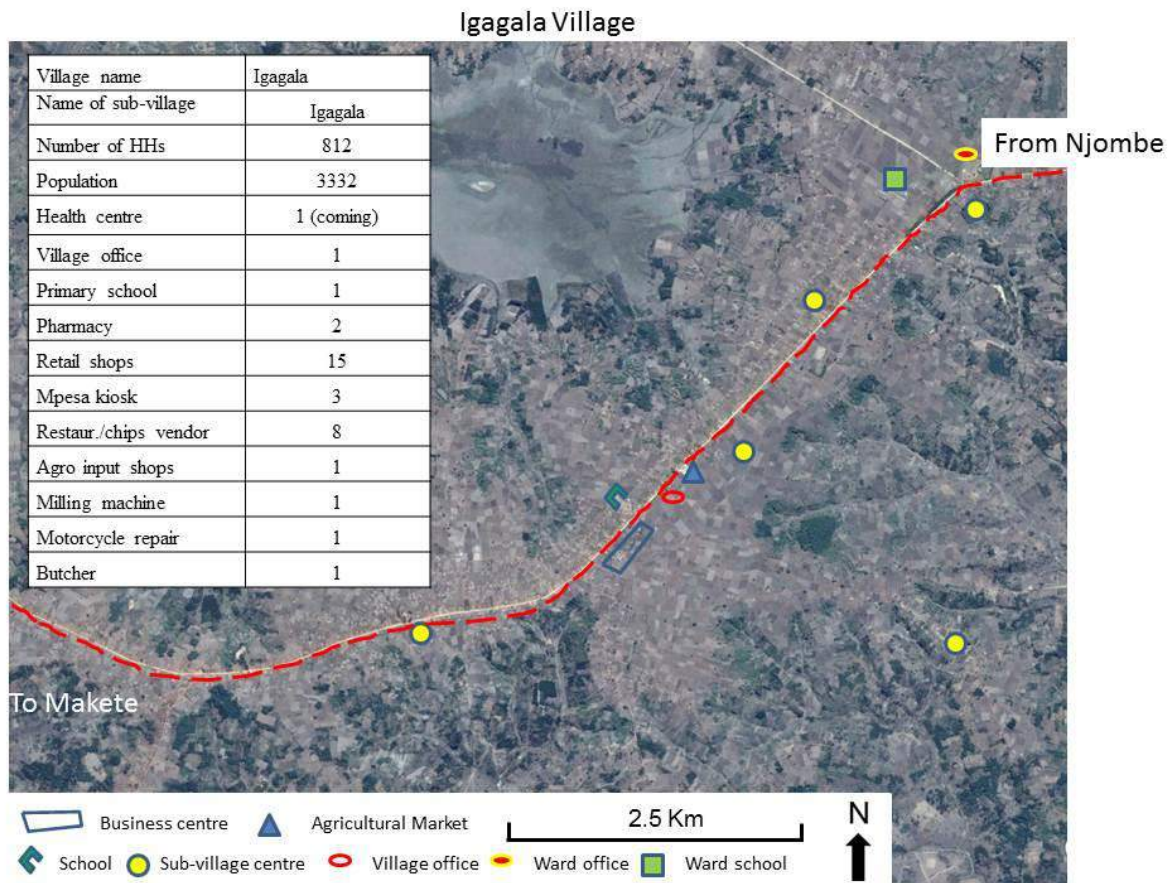 Igagala Village
Village name Igagala
Name of sub-village Igagala
Number of HHs 812
Population 3332
Health centre 1 (coming)
Village office 1
Primary school 1
Pharmacy 2
Retail shops 15
Mpesa kiosk 3
Restaur./chips vendor 8
Agro input shops 1
Milling machine 1
Motorcycle repair 1
Butcher 1
From Njombe
To Makete
Business centre Agricultural Market 2.5 Km N
School Sub-village centre Village office Ward office Ward school